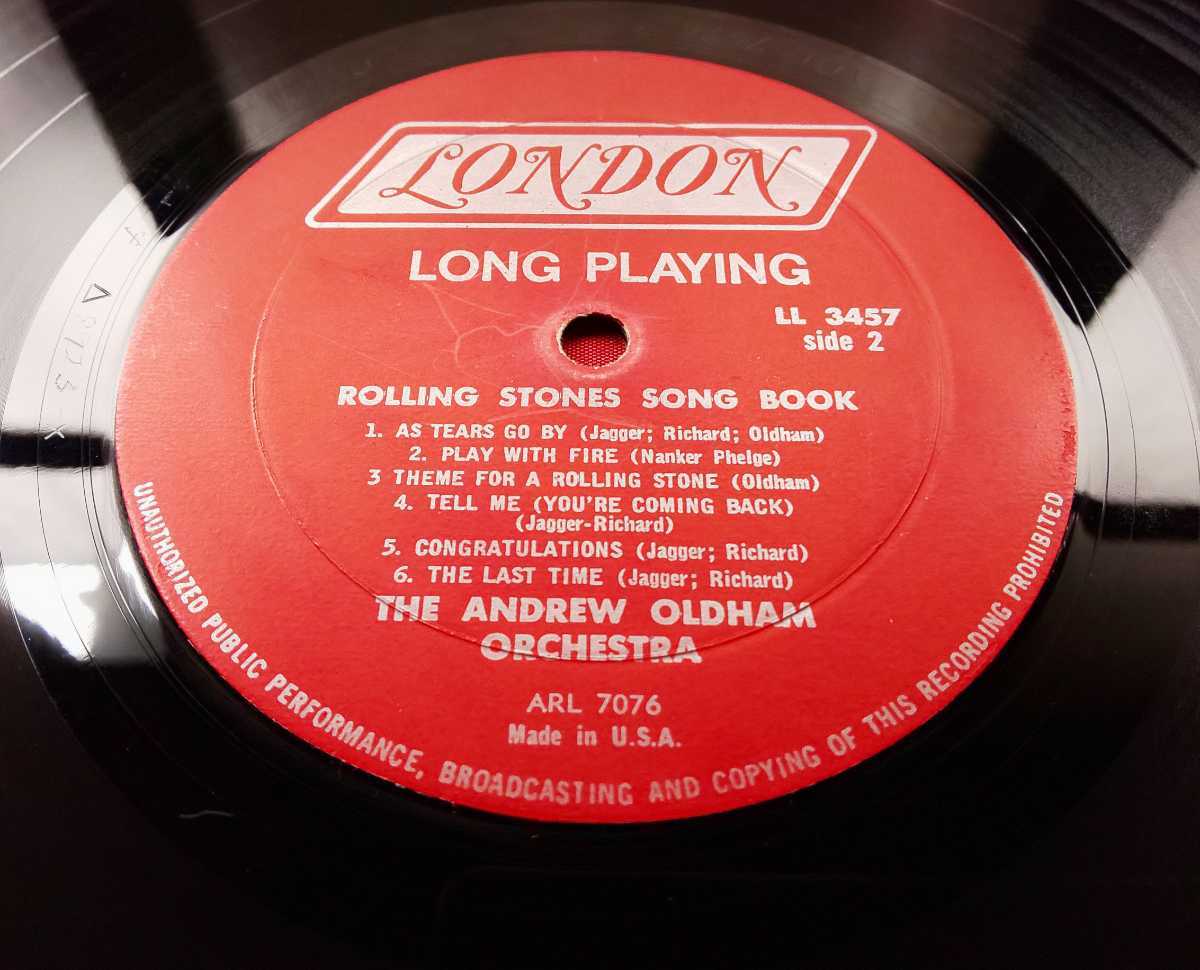 LONDON
LONG PLAYING
LL 3457
side 2
ROLLING STONES SONG BOOK
1. AS TEARS GO BY (Jagger; Richard; Oldham)
2. PLAY WITH FIRE (Nanker Phelge)
3 THEME FOR A ROLLING STONE (Oldham)
4. TELL ME (YOU'RE COMING BACK)
(Jagger-Richard)
5. CONGRATULATIONS (Jagger; Richard)
6. THE LAST TIME (Jagger; Richard)
THE ANDREW OLDHAM
ORCHESTRA
ARL 7076
Made in U.S.A.
UNAUTHORIZED PUBLIC PERFORMANCE, BROADCASTING AND COPYING OF THIS RECORDING PROHIBITED